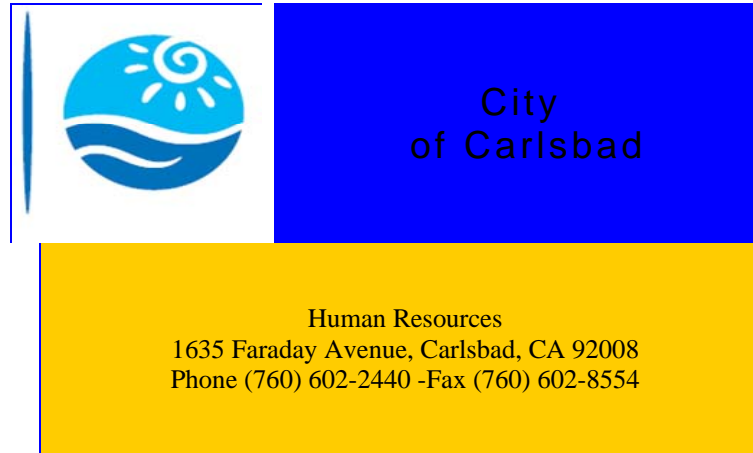 City
of Carlsbad
Human Resources
1635 Faraday Avenue, Carlsbad, CA 92008
Phone (760) 602-2440 -Fax (760) 602-8554